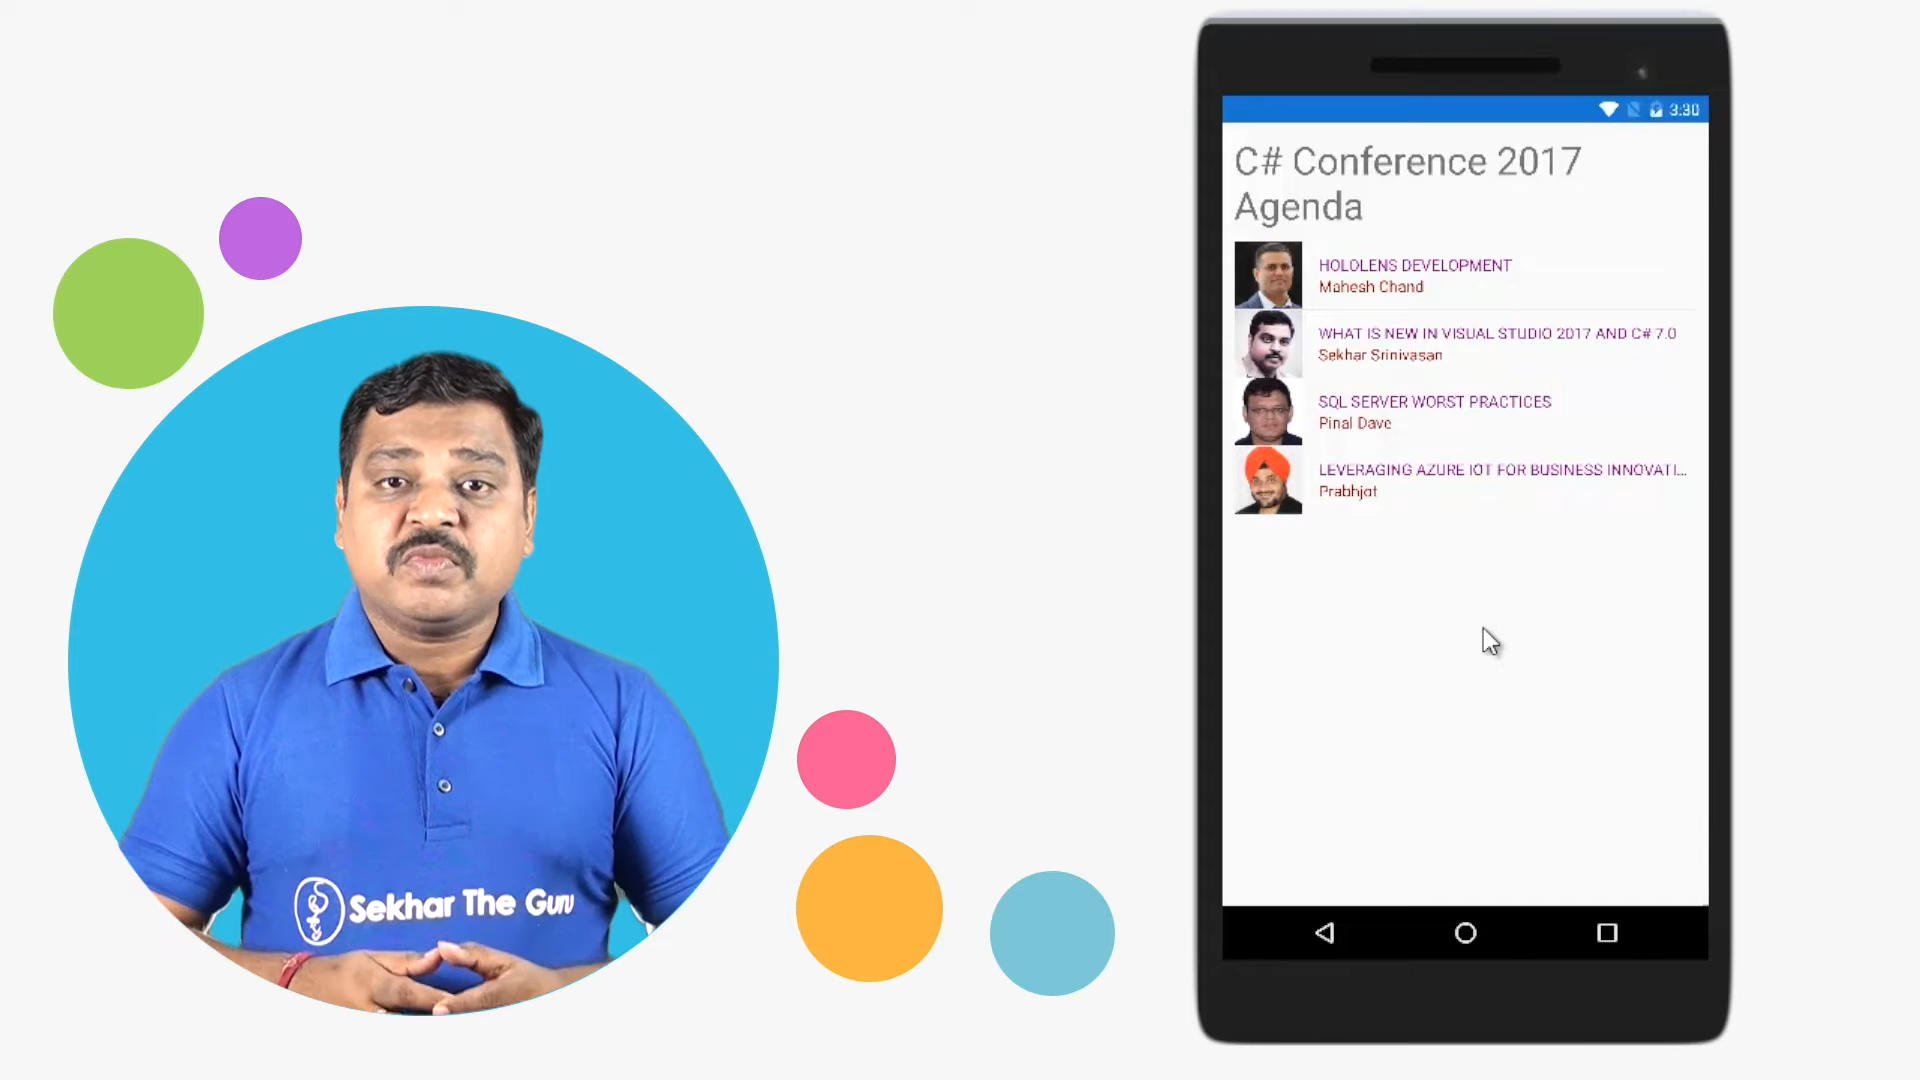 Sekhar The Guru
3:30
C# Conference 2017
Agenda
HOLOLENS DEVELOPMENT
Mahesh Chand
WHAT IS NEW IN VISUAL STUDIO 2017 AND C# 7.0
Sekhar Srinivasan
SQL SERVER WORST PRACTICES
Pinal Dave
LEVERAGING AZURE IOT FOR BUSINESS INNOVATI...
Prabhjot